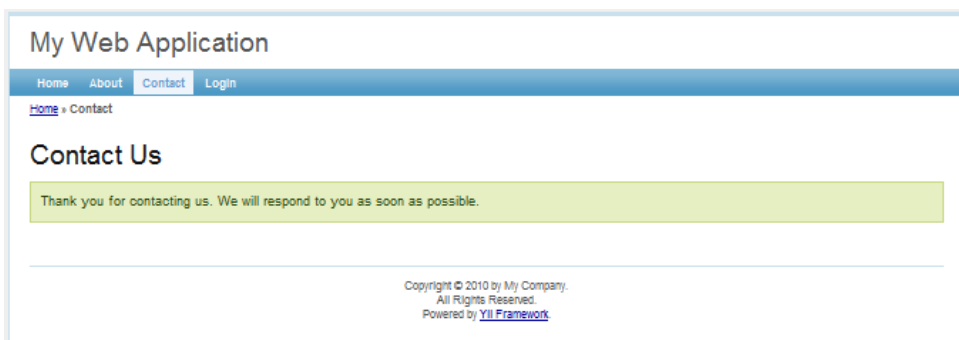 My Web Application
Home About Contact Login
Home » Contact
Contact Us
Thank you for contacting us. We will respond to you as soon as possible.
Copyright © 2010 by My Company.
All Rights Reserved.
Powered by Yii Framework.